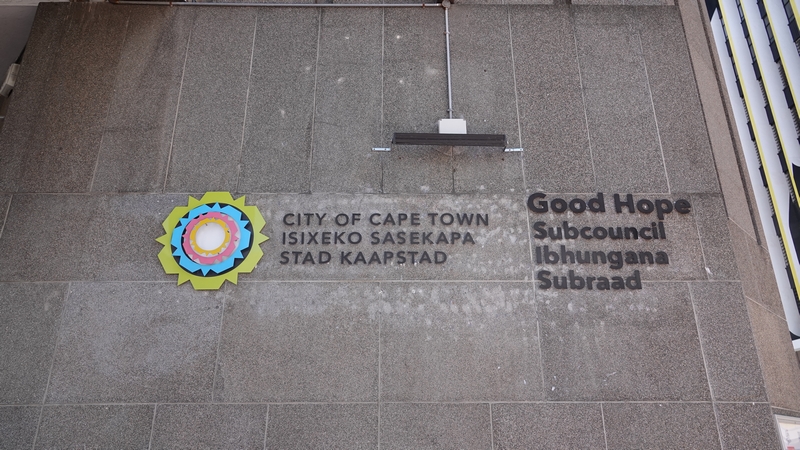 CITY OF CAPE TOWN
ISIXEKO SASEKAPA
STAD KAAPSTAD
Good Hope
Subcouncil
Ibhungana
Subraad